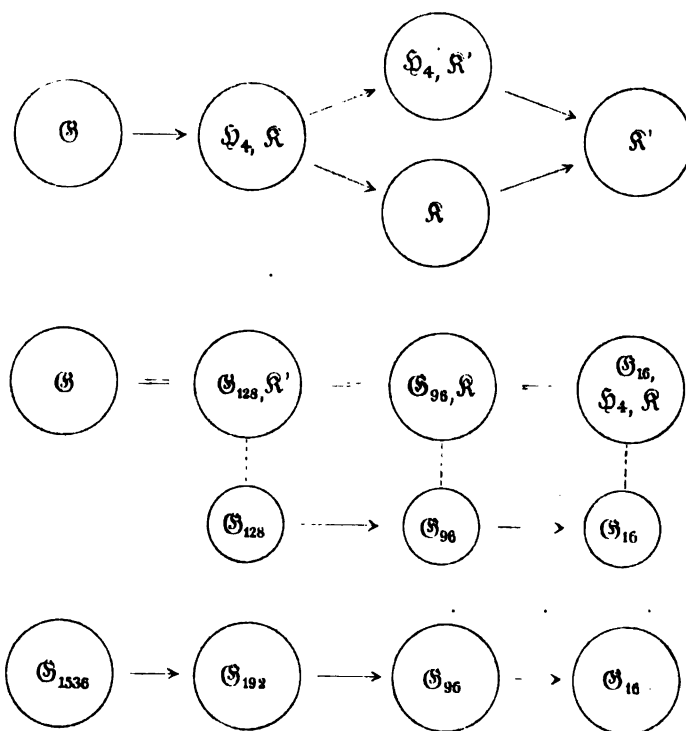 𝔊
ℌ₄, 𝔎
ℌ₄, 𝔎'
𝔎
𝔎'
𝔊
𝔊₁₂₈, 𝔎'
𝔊₉₆, 𝔎
𝔊₁₆,
ℌ₄, 𝔎
𝔊₁₂₈
𝔊₉₆
𝔊₁₆
𝔊₁₅₃₆
𝔊₁₉₂
𝔊₉₆
𝔊₁₆